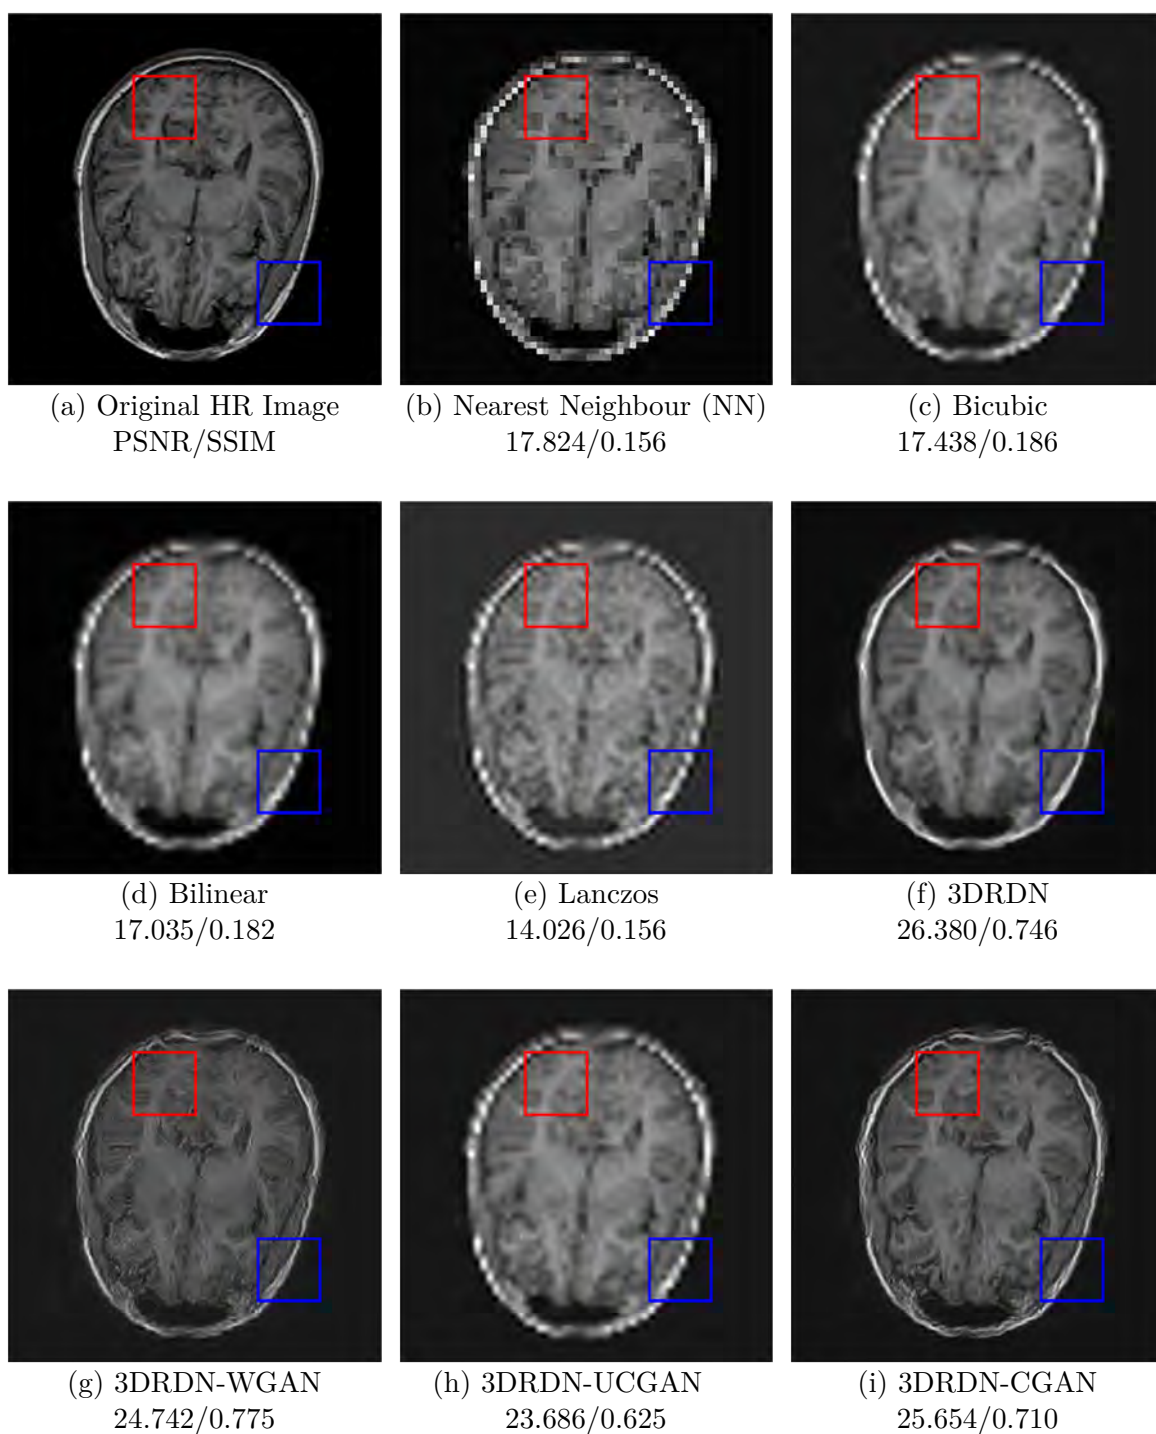 (a) Original HR Image
PSNR/SSIM
(b) Nearest Neighbour (NN)
17.824/0.156
(c) Bicubic
17.438/0.186
(d) Bilinear
17.035/0.182
(e) Lanczos
14.026/0.156
(f) 3DRDN
26.380/0.746
(g) 3DRDN-WGAN
24.742/0.775
(h) 3DRDN-UCGAN
23.686/0.625
(i) 3DRDN-CGAN
25.654/0.710